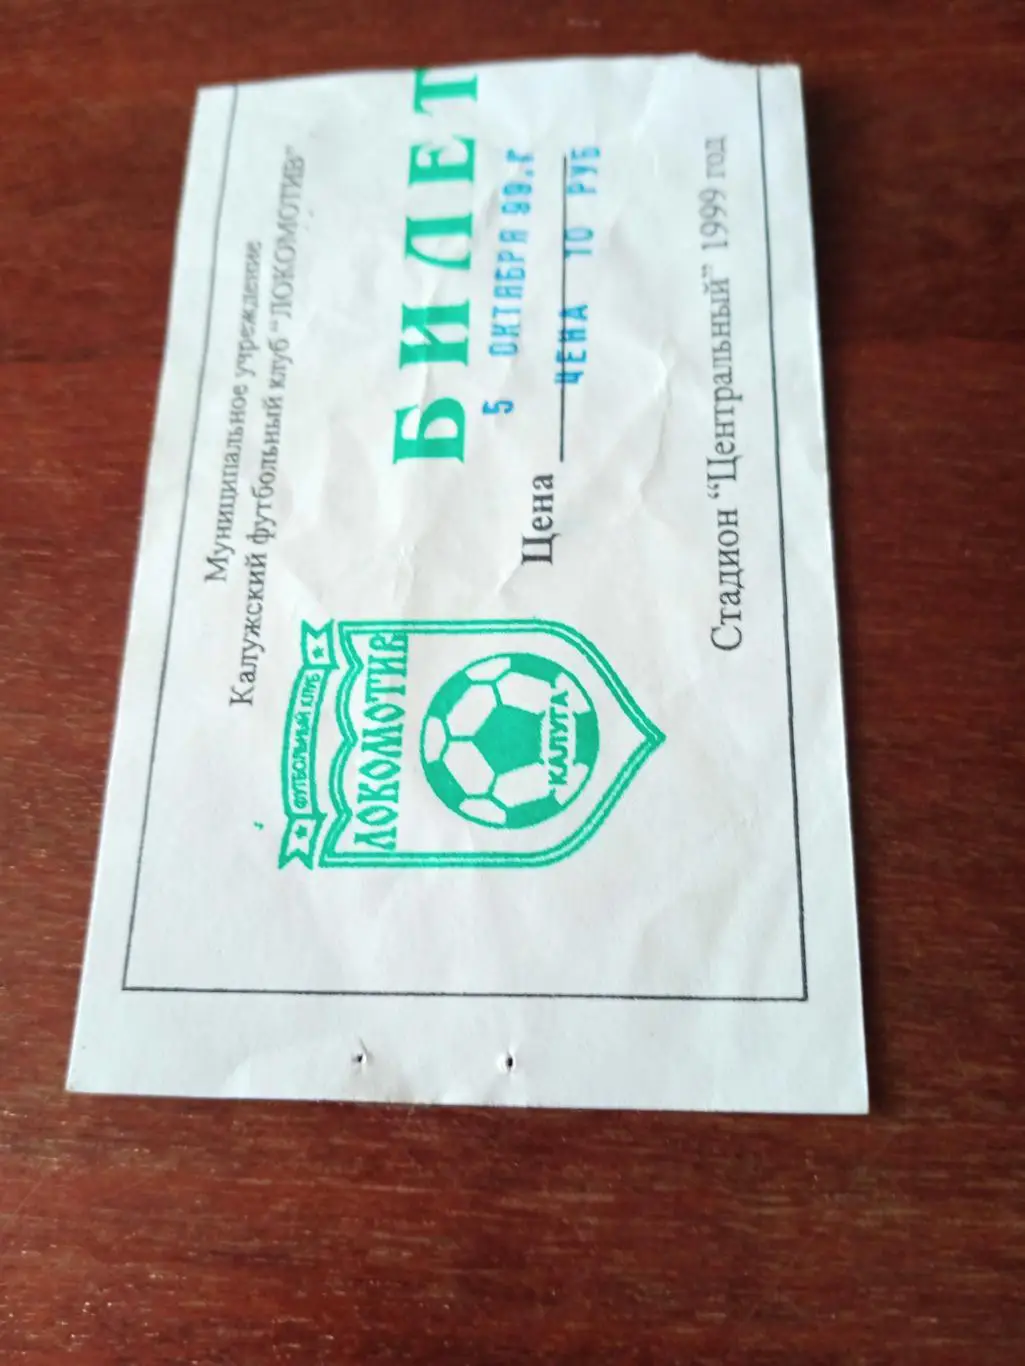 Муниципальное учреждение
Калужский футбольный клуб "ЛОКОМОТИВ"
ФУТБОЛЬНЫЙ КЛУБ
ЛОКОМОТИВ
КАЛУГА
БИЛЕТ
5 ОКТЯБРЯ 99.Г
Цена
ЦЕНА 10 РУБ
Стадион "Центральный" 1999 год